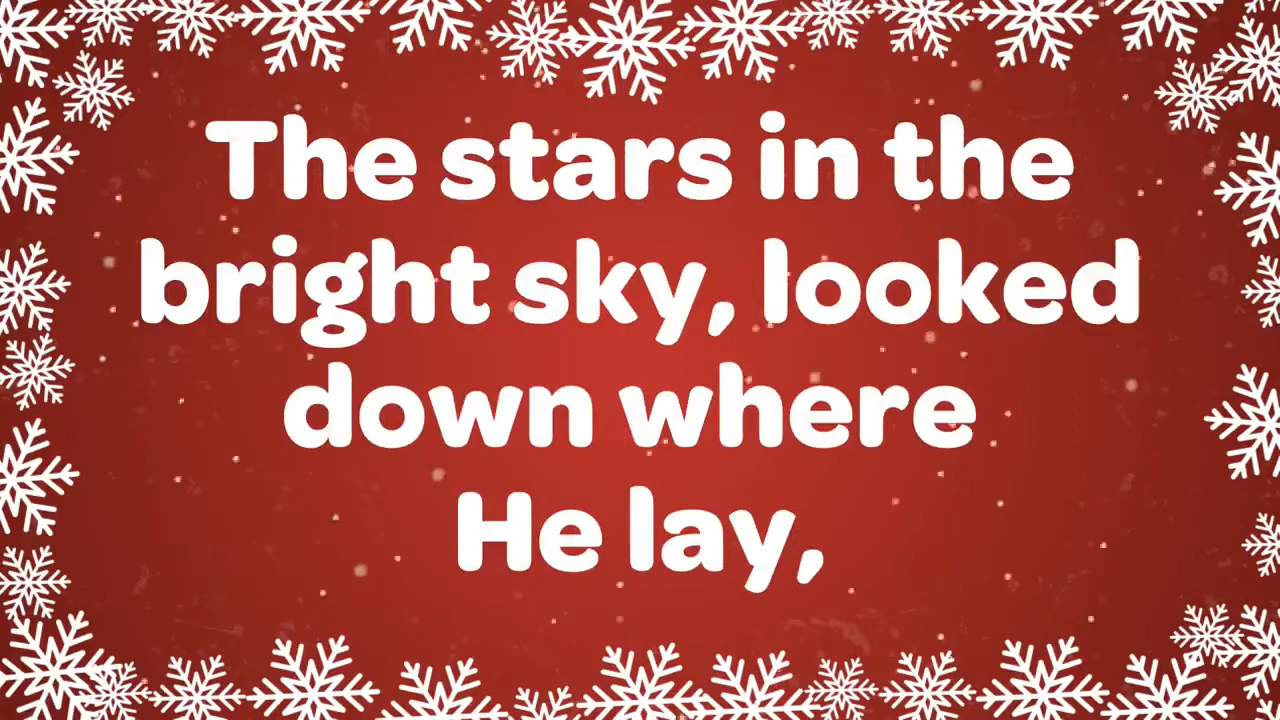 The stars in the
bright sky, looked
down where
He lay,